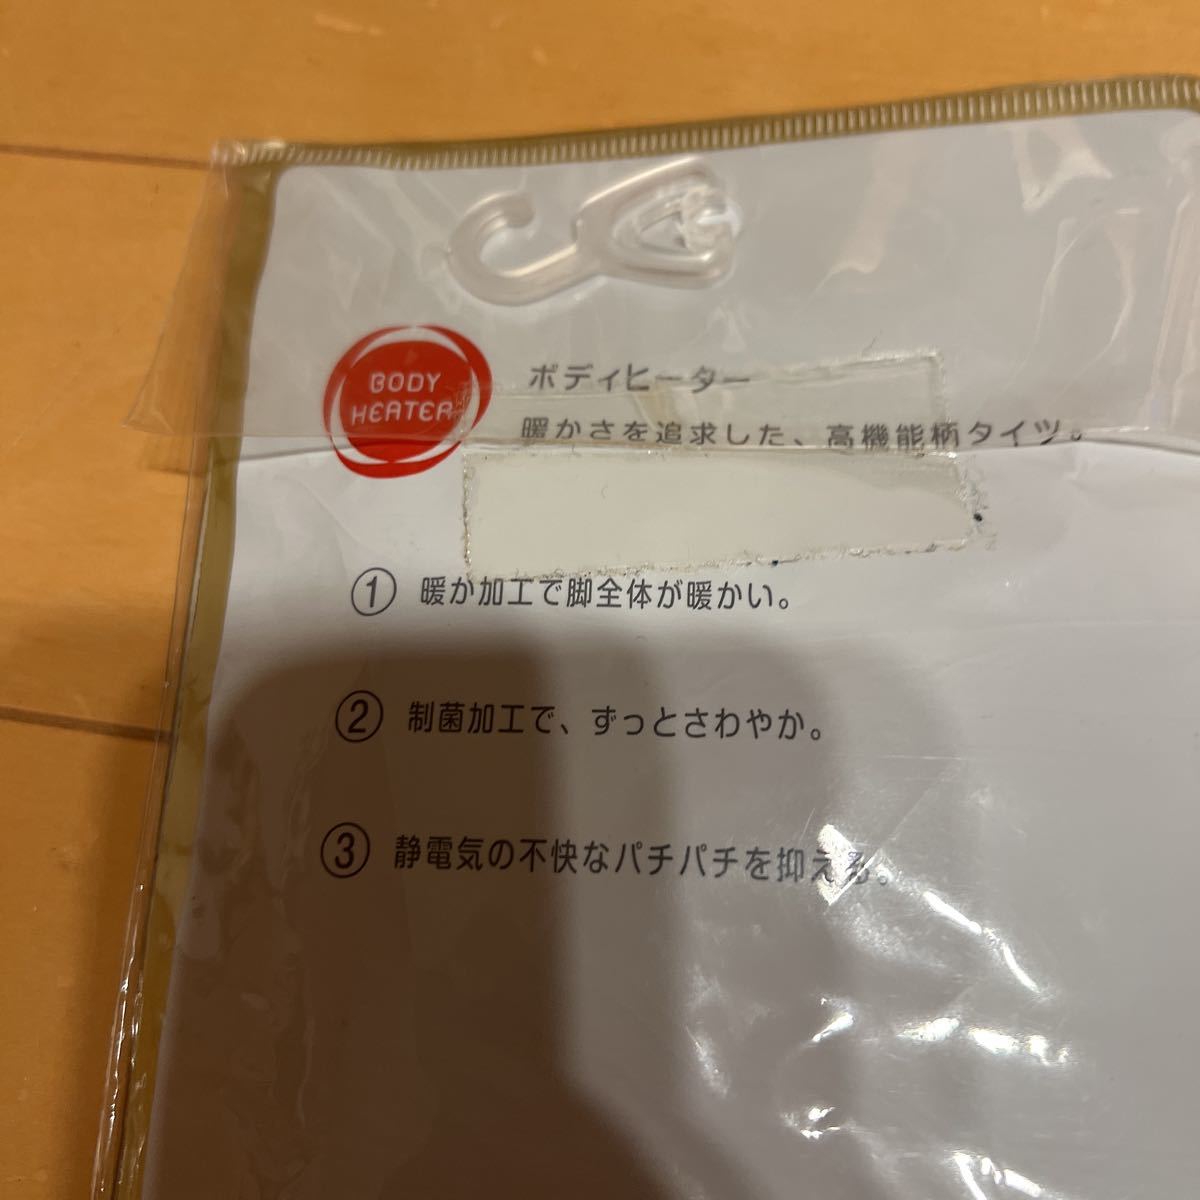 BODY
HEATER
ボディヒーター
暖かさを追求した、高機能柄タイツ。
① 暖か加工で脚全体が暖かい。
② 制菌加工で、ずっとさわやか。
③ 静電気の不快なパチパチを抑える。